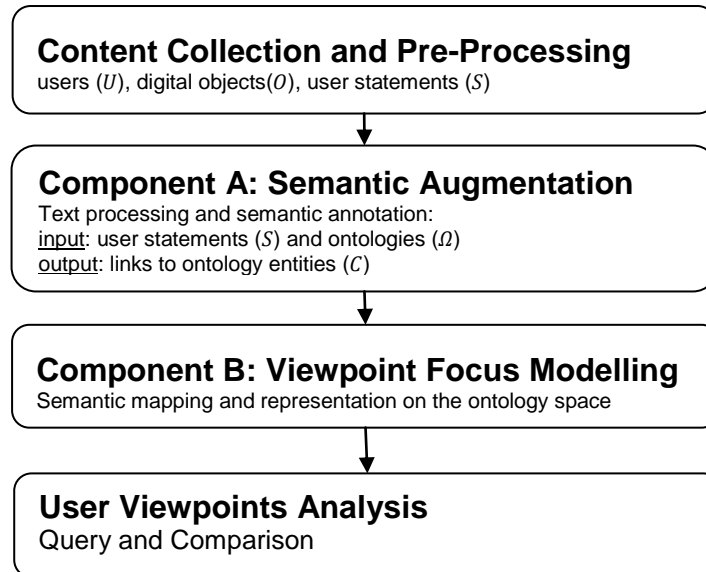 Content Collection and Pre-Processing
users (U), digital objects(O), user statements (S)
Component A: Semantic Augmentation
Text processing and semantic annotation:
input: user statements (S) and ontologies (Ω)
output: links to ontology entities (C)
Component B: Viewpoint Focus Modelling
Semantic mapping and representation on the ontology space
User Viewpoints Analysis
Query and Comparison